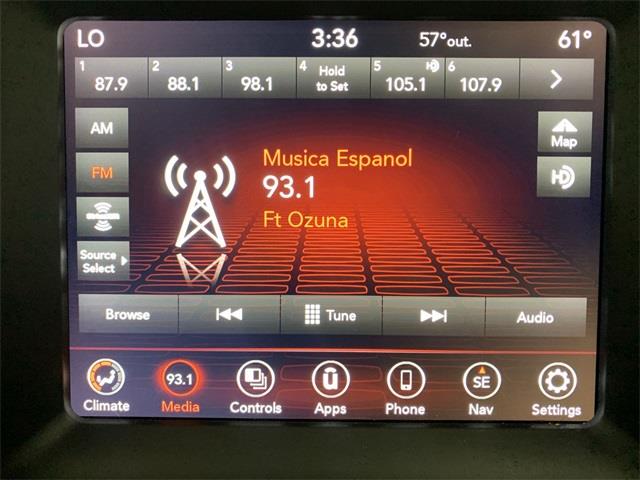 LO 3:36 57° out. 61°
1 87.9 2 88.1 3 98.1 4 Hold to Set 5 105.1 HD 6 107.9
AM
FM
Source
Select
Musica Espanol
93.1
Ft Ozuna
Map
HD
Browse Tune Audio
93.1 SE
Climate Media Controls Apps Phone Nav Settings